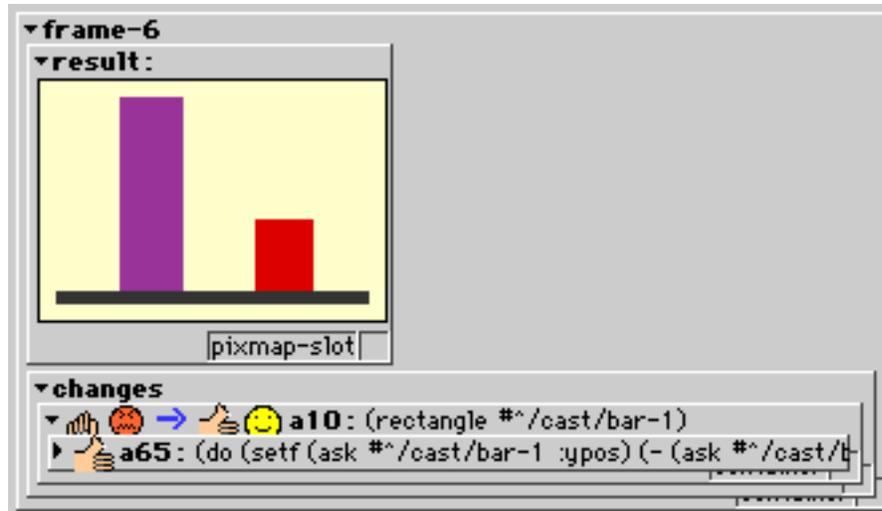 frame-6
result:
pixmap-slot
changes
a10: (rectangle #^/cast/bar-1)
a65: (do (setf (ask #^/cast/bar-1 :ypos) (- (ask #^/cast/b